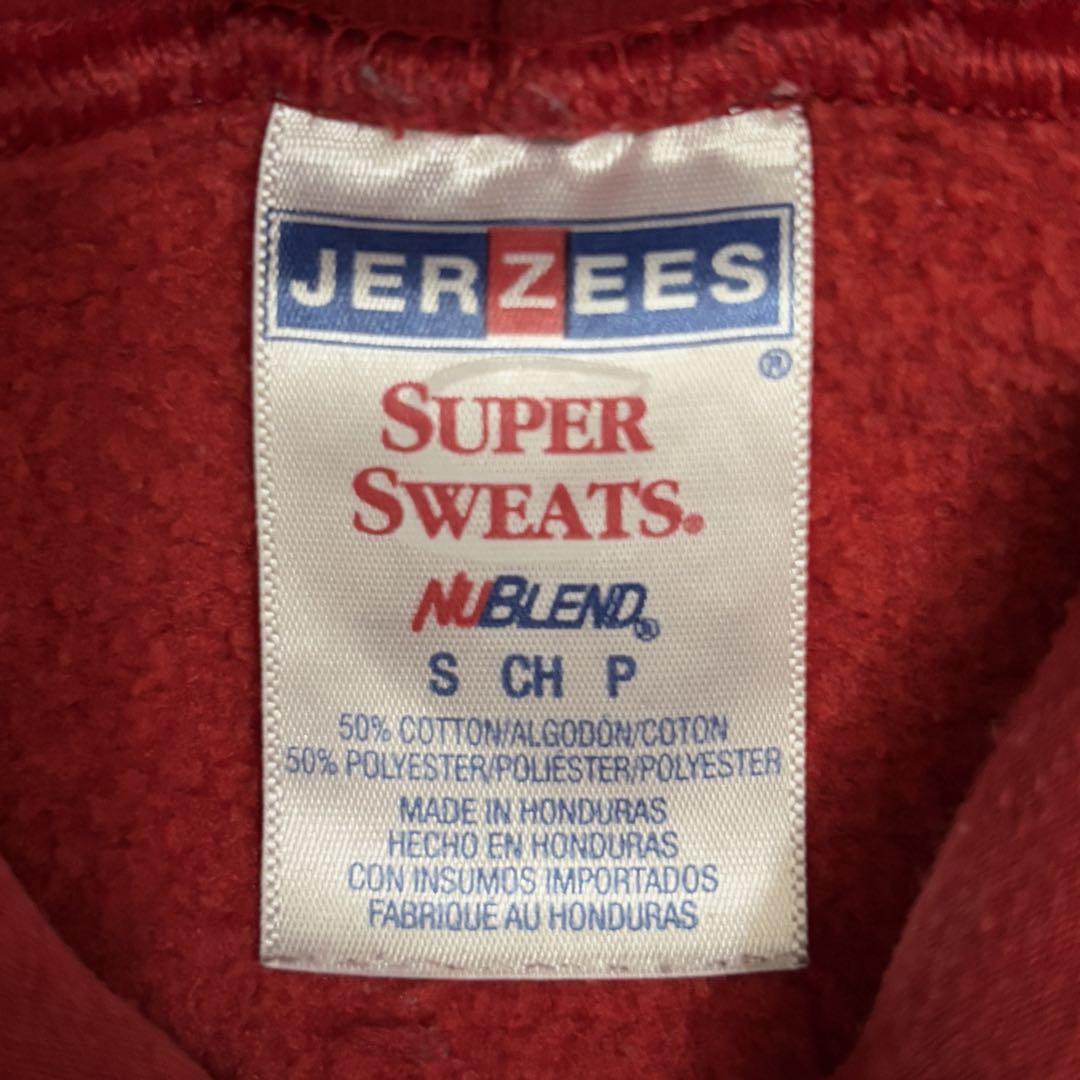 JERZEES
®
SUPER
SWEATS®
NUBLEND®
S CH P
50% COTTON/ALGODÓN/COTON
50% POLYESTER/POLIESTER/POLYESTER
MADE IN HONDURAS
HECHO EN HONDURAS
CON INSUMOS IMPORTADOS
FABRIQUÉ AU HONDURAS